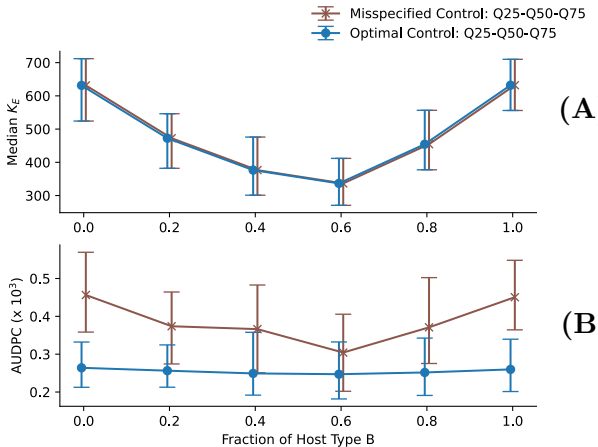 Misspecified Control: Q25-Q50-Q75
Optimal Control: Q25-Q50-Q75
700
600
500
400
300
Median K_E
0.0 0.2 0.4 0.6 0.8 1.0
(A
0.5
0.4
0.3
0.2
AUDPC (x 10³)
0.0 0.2 0.4 0.6 0.8 1.0
Fraction of Host Type B
(B